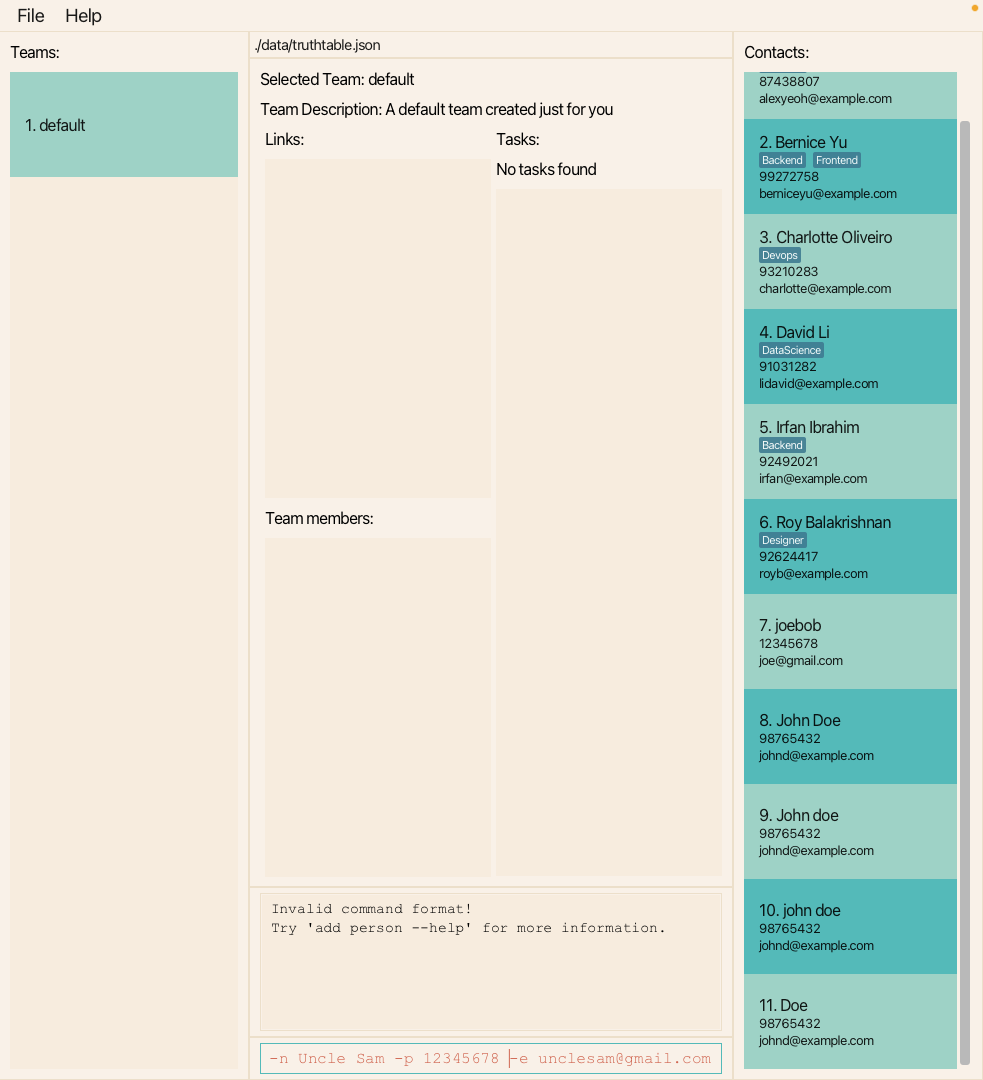 File Help
Teams:
1. default
./data/truthtable.json
Selected Team: default
Team Description: A default team created just for you
Links:
Tasks:
No tasks found
Team members:
Invalid command format!
Try 'add person --help' for more information.
-n Uncle Sam -p 12345678 -e unclesam@gmail.com
Contacts:
87438807
alexyeoh@example.com
2. Bernice Yu
Backend Frontend
99272758
berniceyu@example.com
3. Charlotte Oliveiro
Devops
93210283
charlotte@example.com
4. David Li
DataScience
91031282
lidavid@example.com
5. Irfan Ibrahim
Backend
92492021
irfan@example.com
6. Roy Balakrishnan
Designer
92624417
royb@example.com
7. joebob
12345678
joe@gmail.com
8. John Doe
98765432
johnd@example.com
9. John doe
98765432
johnd@example.com
10. john doe
98765432
johnd@example.com
11. Doe
98765432
johnd@example.com